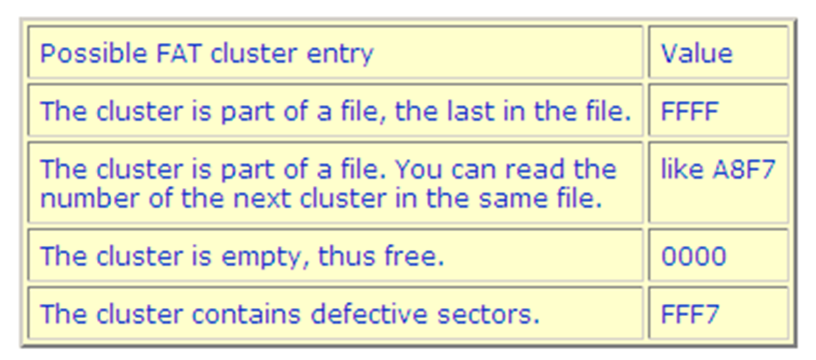 Possible FAT cluster entry Value
The cluster is part of a file, the last in the file. FFFF
The cluster is part of a file. You can read the like A8F7
number of the next cluster in the same file.
The cluster is empty, thus free. 0000
The cluster contains defective sectors. FFF7